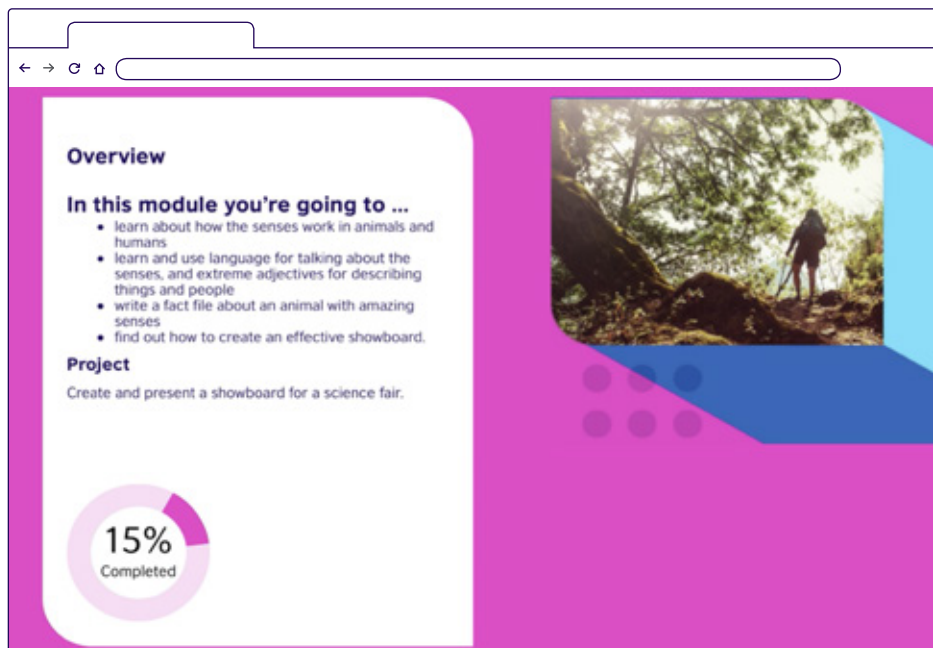 Overview
In this module you're going to ...
• learn about how the senses work in animals and
humans
• learn and use language for talking about the
senses, and extreme adjectives for describing
things and people
• write a fact file about an animal with amazing
senses
• find out how to create an effective showboard.
Project
Create and present a showboard for a science fair.
15%
Completed